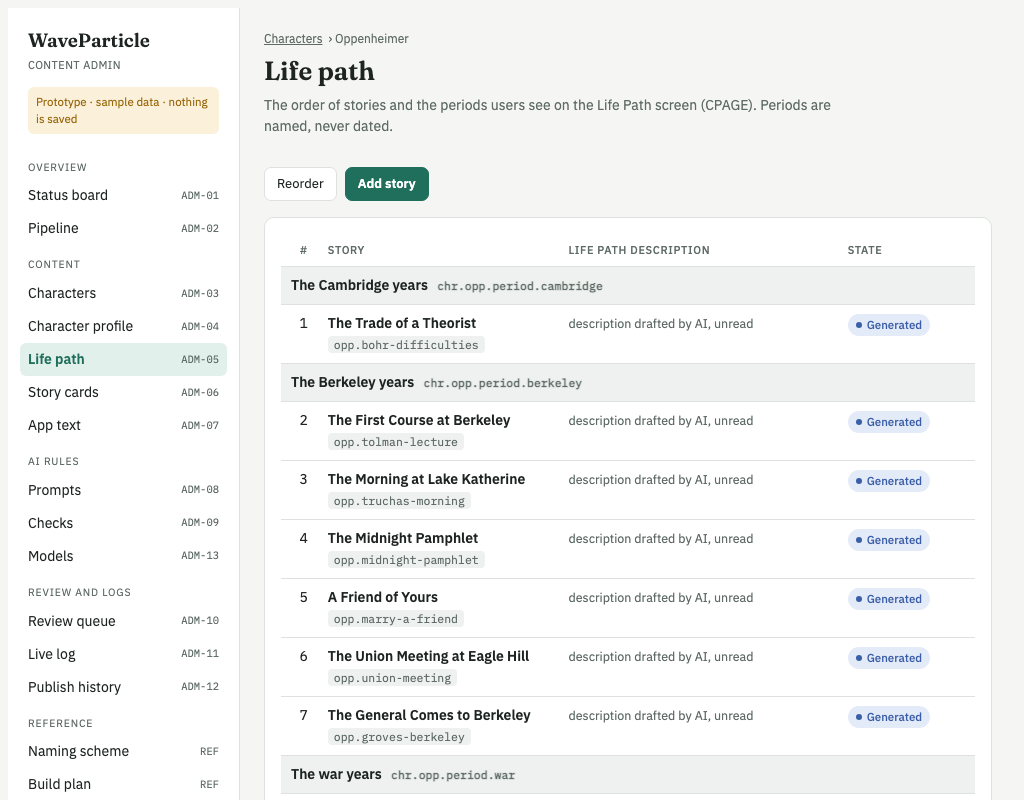 WaveParticle
CONTENT ADMIN
Prototype · sample data · nothing
is saved
OVERVIEW
Status board ADM-01
Pipeline ADM-02
CONTENT
Characters ADM-03
Character profile ADM-04
Life path ADM-05
Story cards ADM-06
App text ADM-07
AI RULES
Prompts ADM-08
Checks ADM-09
Models ADM-13
REVIEW AND LOGS
Review queue ADM-10
Live log ADM-11
Publish history ADM-12
REFERENCE
Naming scheme REF
Build plan REF
Characters › Oppenheimer
Life path
The order of stories and the periods users see on the Life Path screen (CPAGE). Periods are
named, never dated.
Reorder Add story
# STORY LIFE PATH DESCRIPTION STATE
The Cambridge years chr.opp.period.cambridge
1 The Trade of a Theorist description drafted by AI, unread Generated
opp.bohr-difficulties
The Berkeley years chr.opp.period.berkeley
2 The First Course at Berkeley description drafted by AI, unread Generated
opp.tolman-lecture
3 The Morning at Lake Katherine description drafted by AI, unread Generated
opp.truchas-morning
4 The Midnight Pamphlet description drafted by AI, unread Generated
opp.midnight-pamphlet
5 A Friend of Yours description drafted by AI, unread Generated
opp.marry-a-friend
6 The Union Meeting at Eagle Hill description drafted by AI, unread Generated
opp.union-meeting
7 The General Comes to Berkeley description drafted by AI, unread Generated
opp.groves-berkeley
The war years chr.opp.period.war